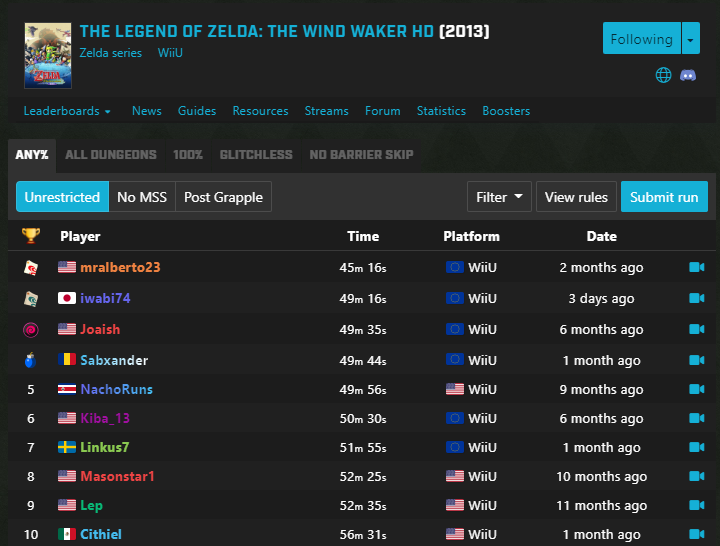 THE LEGEND OF ZELDA: THE WIND WAKER HD (2013)
Following
Zelda series WiiU
Leaderboards News Guides Resources Streams Forum Statistics Boosters
ANY% ALL DUNGEONS 100% GLITCHLESS NO BARRIER SKIP
Unrestricted No MSS Post Grapple Filter View rules Submit run
Player Time Platform Date
mralberto23 45m 16s WiiU 2 months ago
iwabi74 49m 16s WiiU 3 days ago
Joaish 49m 35s WiiU 6 months ago
Sabxander 49m 44s WiiU 1 month ago
5 NachoRuns 49m 56s WiiU 9 months ago
6 Kiba_13 50m 30s WiiU 6 months ago
7 Linkus7 51m 55s WiiU 1 month ago
8 Masonstar1 52m 25s WiiU 10 months ago
9 Lep 52m 35s WiiU 11 months ago
10 Cithiel 56m 31s WiiU 1 month ago